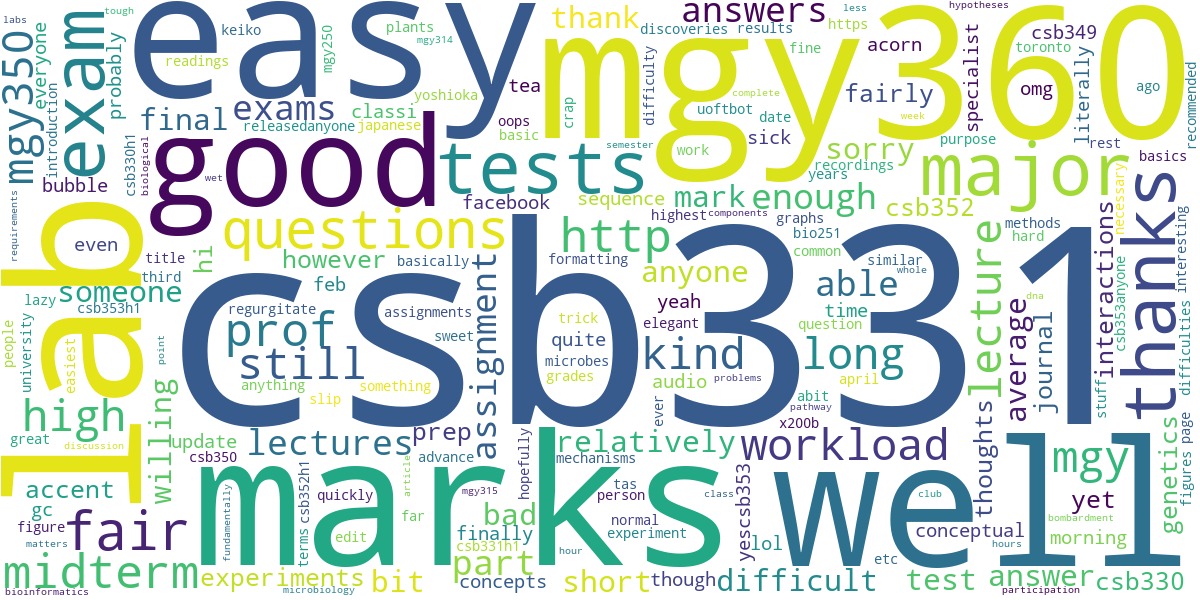 labs
tough
keiko
plants
easy
mgy360
thank
answers
discoveries
results
less
https
hypotheses
csb349
mgy350
everyone
introduction
exam
probably
readings
mgy314
mgy250
yoshioka
tea
crap
difficulty
fine
acorn
toronto
omg
specialist
literally
ago
recommended
final
exams
classi
releasedanyone
japanese
oops
basic
uoftbot
complete
date
fairly
week
bubble
csb330h1
biological
wet
good
tests
semester
work
sick
sorry
recordings
years
purpose
major
rest
basics
requirements
lab
even
title
third
hi
questions
facebook
sequence
mark
enough
csb352
highest
components
graphs
bio251
methods
hard
necessary
interesting
thanks
lazy
csb353h1
someone
however
basically
formatting
http
anyone
common
similar
whole
able
lecture
interactions
csb353anyone
difficulties
people
university
easiest
point
regurgitate
feb
assignments
csb331
yeah
elegant
time
question
average
journal
stuff
dna
prof
still
sweet
trick
quite
microbes
grades
kind
problems
long
april
high
great
discussion
willing
anything
slip
something
assignment
audio
ever
abit
pathway
x200b
thoughts
genetics
figures
page
update
csb350
lectures
prep
advance
relatively
mechanisms
workload
mgy
accent
gc
figure
matters
fair
marks
article
quickly
mgy315
hopefully
tas
person
class
well
club
yet
bombardment
morning
fundamentally
terms
csb352h1
edit
far
finally
csb331h1
bad
normal
experiment
yescsb353
lol
etc
conceptual
hours
midterm
bioinformatics
experiments
microbiology
bit
part
concepts
hour
short
though
difficult
test
answer
participation
csb330